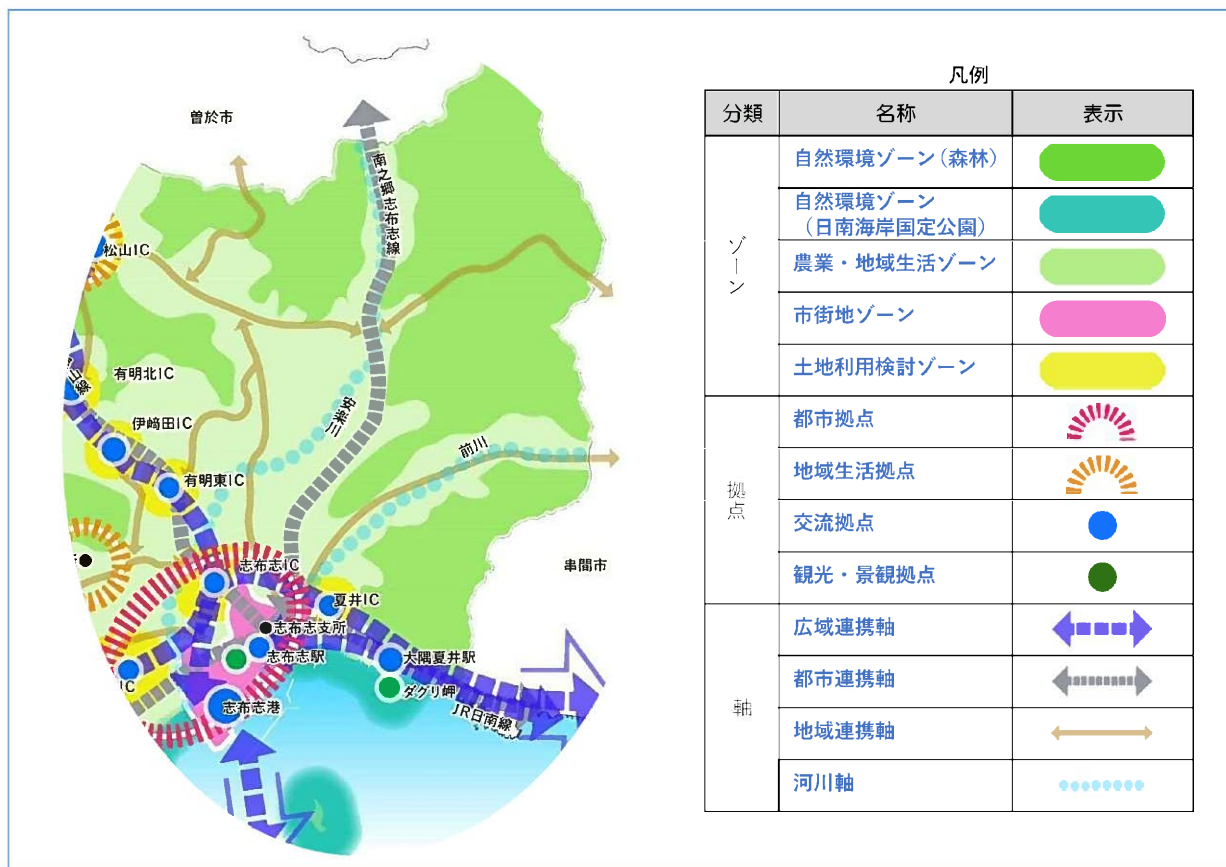 曽於市
南之郷志布志線
松山IC
有明北IC
安楽川
伊﨑田IC
前川
有明東IC
志布志IC
串間市
夏井IC
志布志支所
志布志駅
大隅夏井駅
IC
ダグリ岬
志布志港
JR日南線
凡例
分類 名称 表示
ゾーン
自然環境ゾーン(森林)
自然環境ゾーン
(日南海岸国定公園)
農業・地域生活ゾーン
市街地ゾーン
土地利用検討ゾーン
拠点
都市拠点
地域生活拠点
交流拠点
観光・景観拠点
軸
広域連携軸
都市連携軸
地域連携軸
河川軸